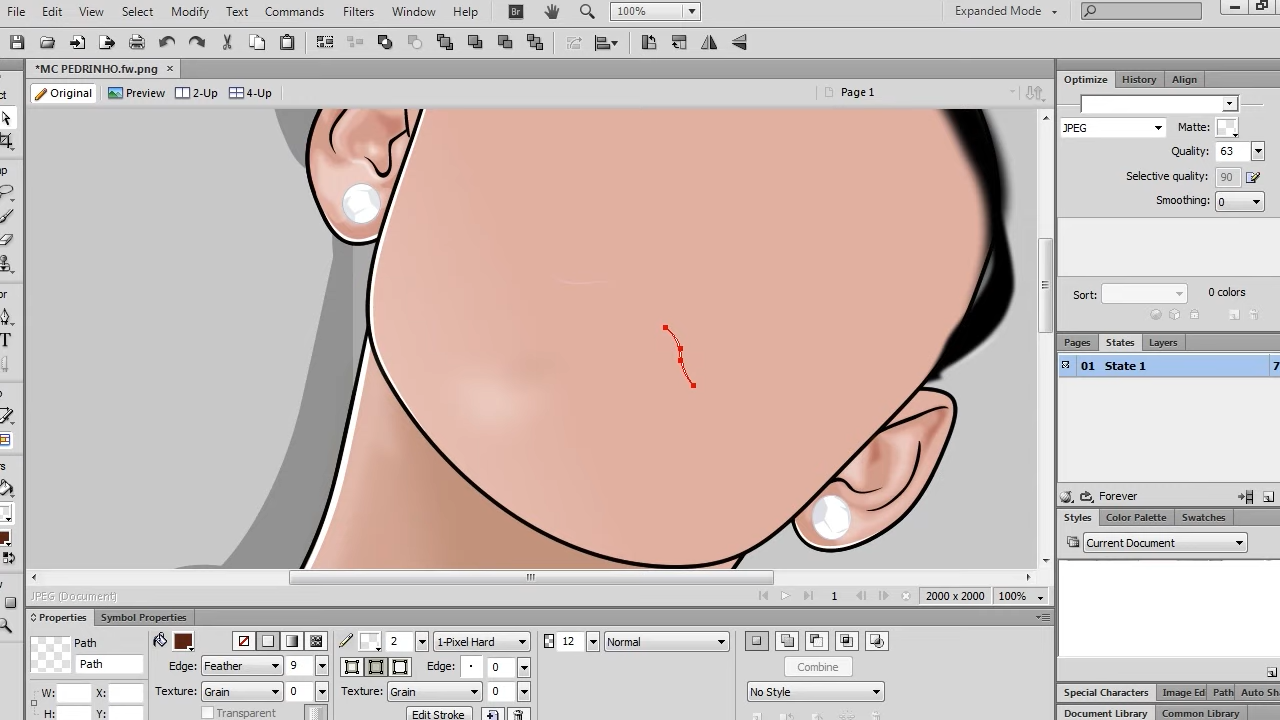 File Edit View Select Modify Text Commands Filters Window Help Br 100% Expanded Mode
*MC PEDRINHO.fw.png ×
Original Preview 2-Up 4-Up Page 1
Optimize History Align
JPEG Matte:
Quality: 63
Selective quality: 90
Smoothing: 0
Sort: 0 colors
Pages States Layers
01 State 1 7
Forever
Styles Color Palette Swatches
Current Document
JPEG (Document) 1 2000 x 2000 100%
Properties Symbol Properties
Path
Path
2 1-Pixel Hard 12 Normal
Edge: Feather 9 Edge: 0 Combine
Texture: Grain 0 Texture: Grain 0 No Style
W: X: Transparent Edit Stroke
H: Y:
Special Characters Image Ed Path Auto Sh
Document Library Common Library